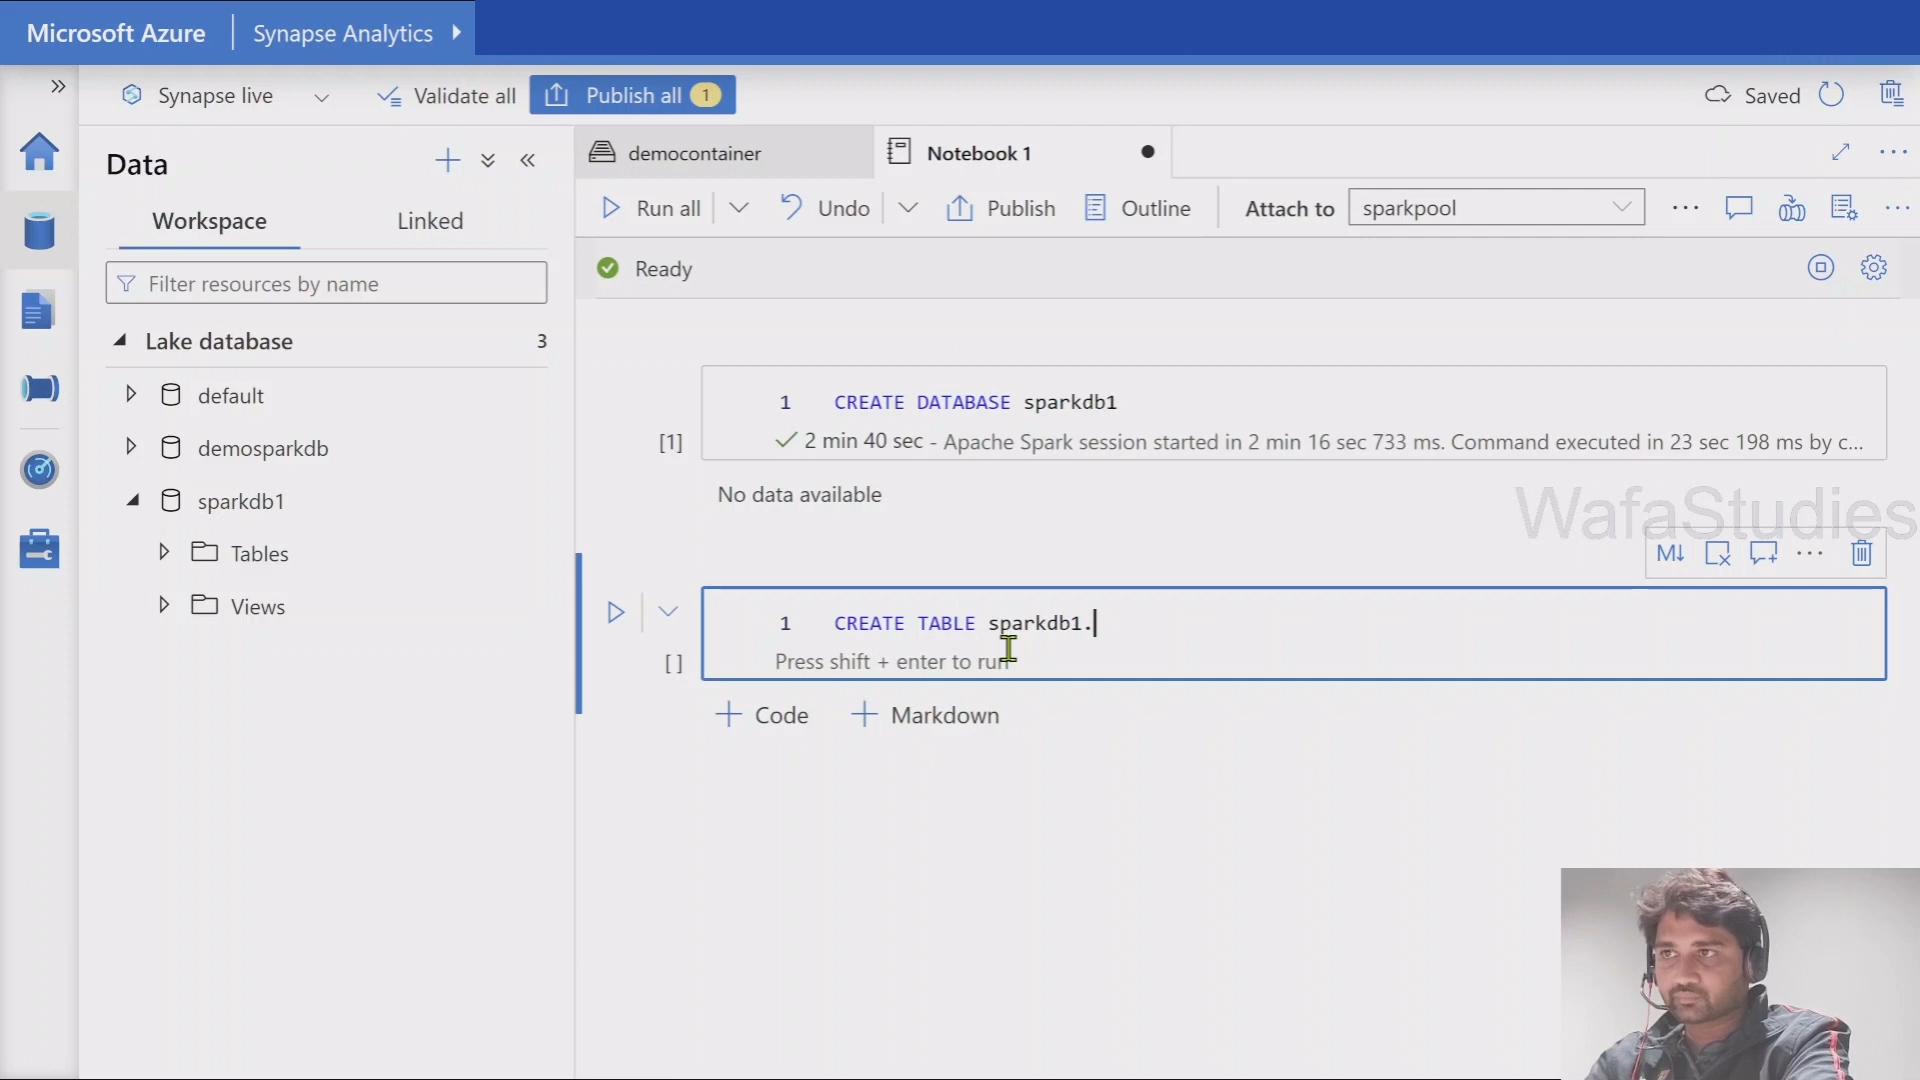 Microsoft Azure
Synapse Analytics
Synapse live
Validate all
Publish all 1
Saved
Data
Workspace
Linked
Filter resources by name
Lake database
3
default
demosparkdb
sparkdb1
Tables
Views
democontainer
Notebook 1
Run all
Undo
Publish
Outline
Attach to
sparkpool
Ready
1 CREATE DATABASE sparkdb1
[1]
2 min 40 sec - Apache Spark session started in 2 min 16 sec 733 ms. Command executed in 23 sec 198 ms by c...
No data available
WafaStudies
M↓
1 CREATE TABLE sparkdb1.
[ ]
Press shift + enter to run
+ Code
+ Markdown